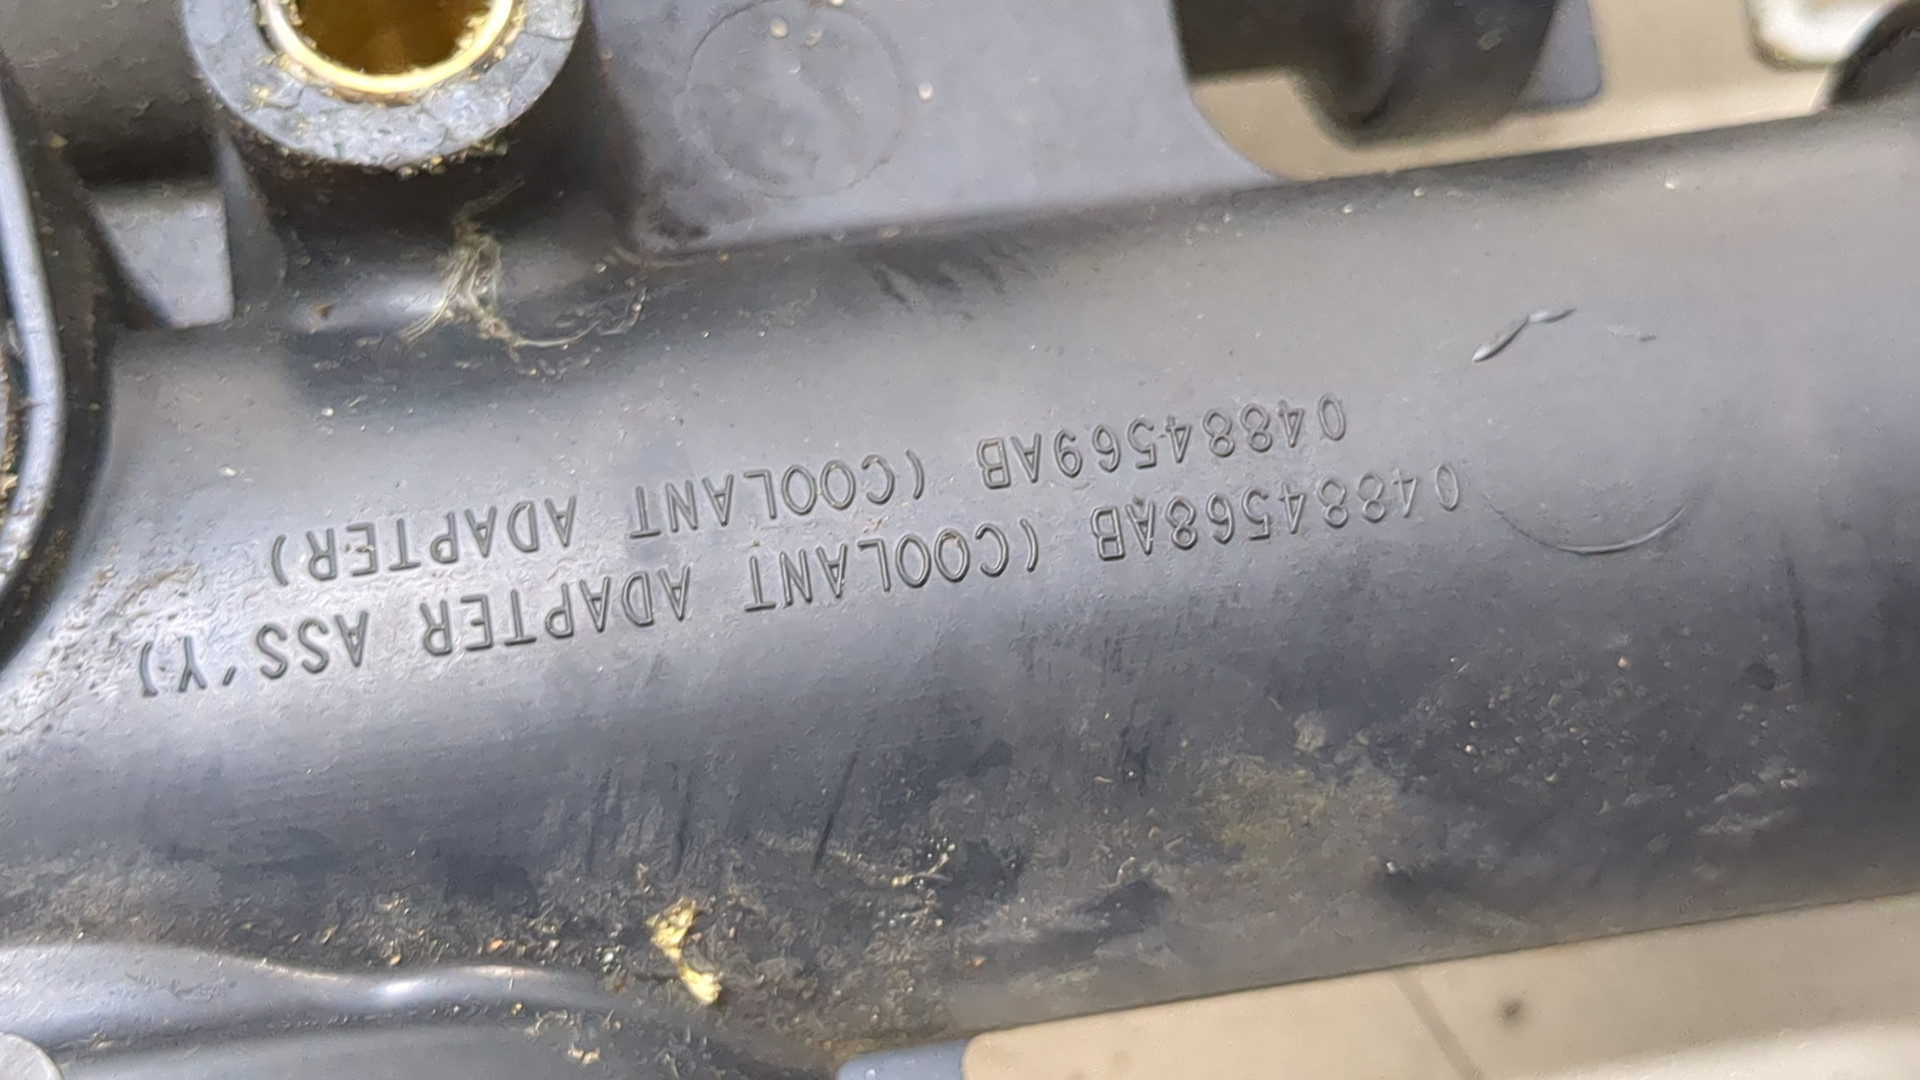 04884568AB (COOLANT ADAPTER ASS'Y)
04884569AB (COOLANT ADAPTER)